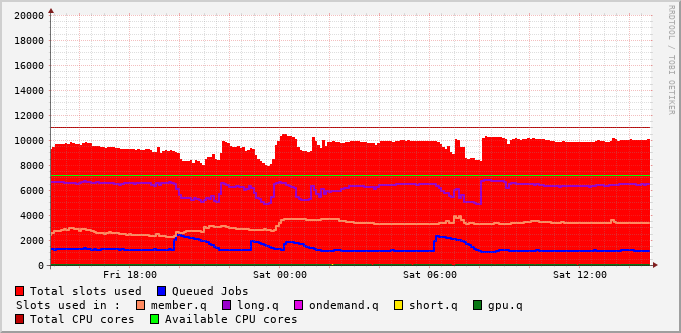 RRDTOOL / TOBI OETIKER
20000
18000
16000
14000
12000
10000
8000
6000
4000
2000
0
Fri 18:00 Sat 00:00 Sat 06:00 Sat 12:00
Total slots used Queued Jobs
Slots used in : member.q long.q ondemand.q short.q gpu.q
Total CPU cores Available CPU cores